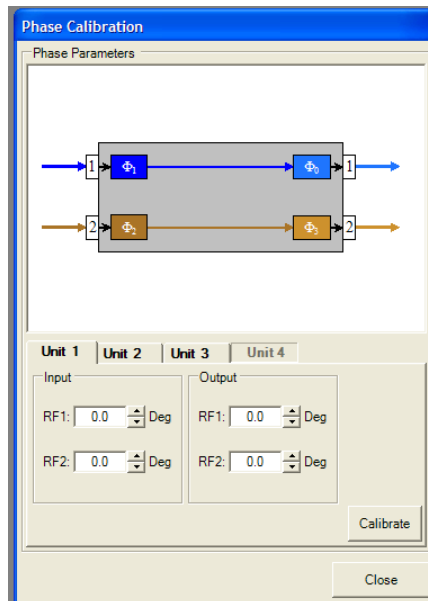 Phase Calibration
Phase Parameters
1 Φ₁ Φ₀ 1
2 Φ₂ Φ₃ 2
Unit 1 Unit 2 Unit 3 Unit 4
Input Output
RF1: 0.0 Deg RF1: 0.0 Deg
RF2: 0.0 Deg RF2: 0.0 Deg
Calibrate
Close